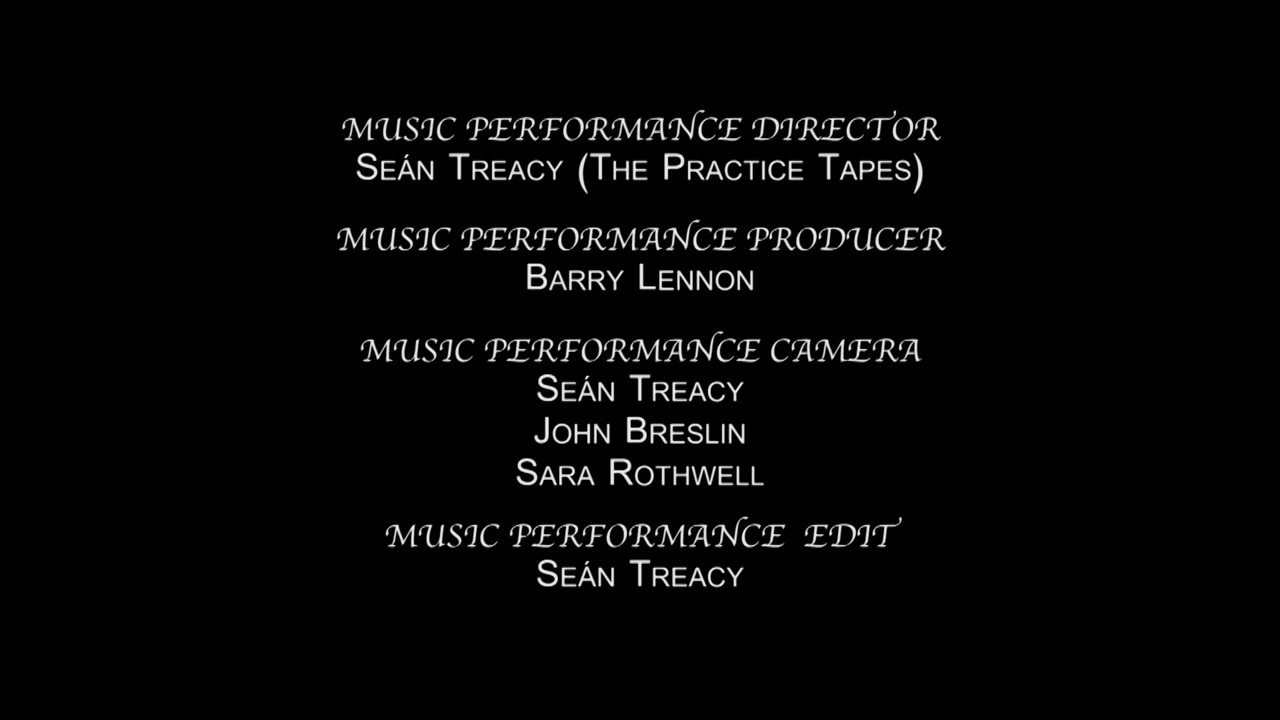 MUSIC PERFORMANCE DIRECTOR
SEÁN TREACY (THE PRACTICE TAPES)
MUSIC PERFORMANCE PRODUCER
BARRY LENNON
MUSIC PERFORMANCE CAMERA
SEÁN TREACY
JOHN BRESLIN
SARA ROTHWELL
MUSIC PERFORMANCE EDIT
SEÁN TREACY